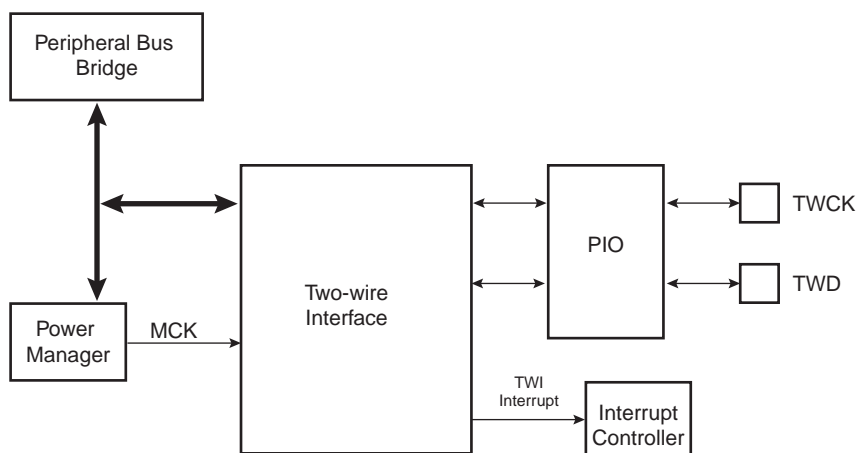 Peripheral Bus
Bridge
TWCK
PIO
TWD
Two-wire
Interface
Power
Manager
MCK
TWI
Interrupt
Interrupt
Controller